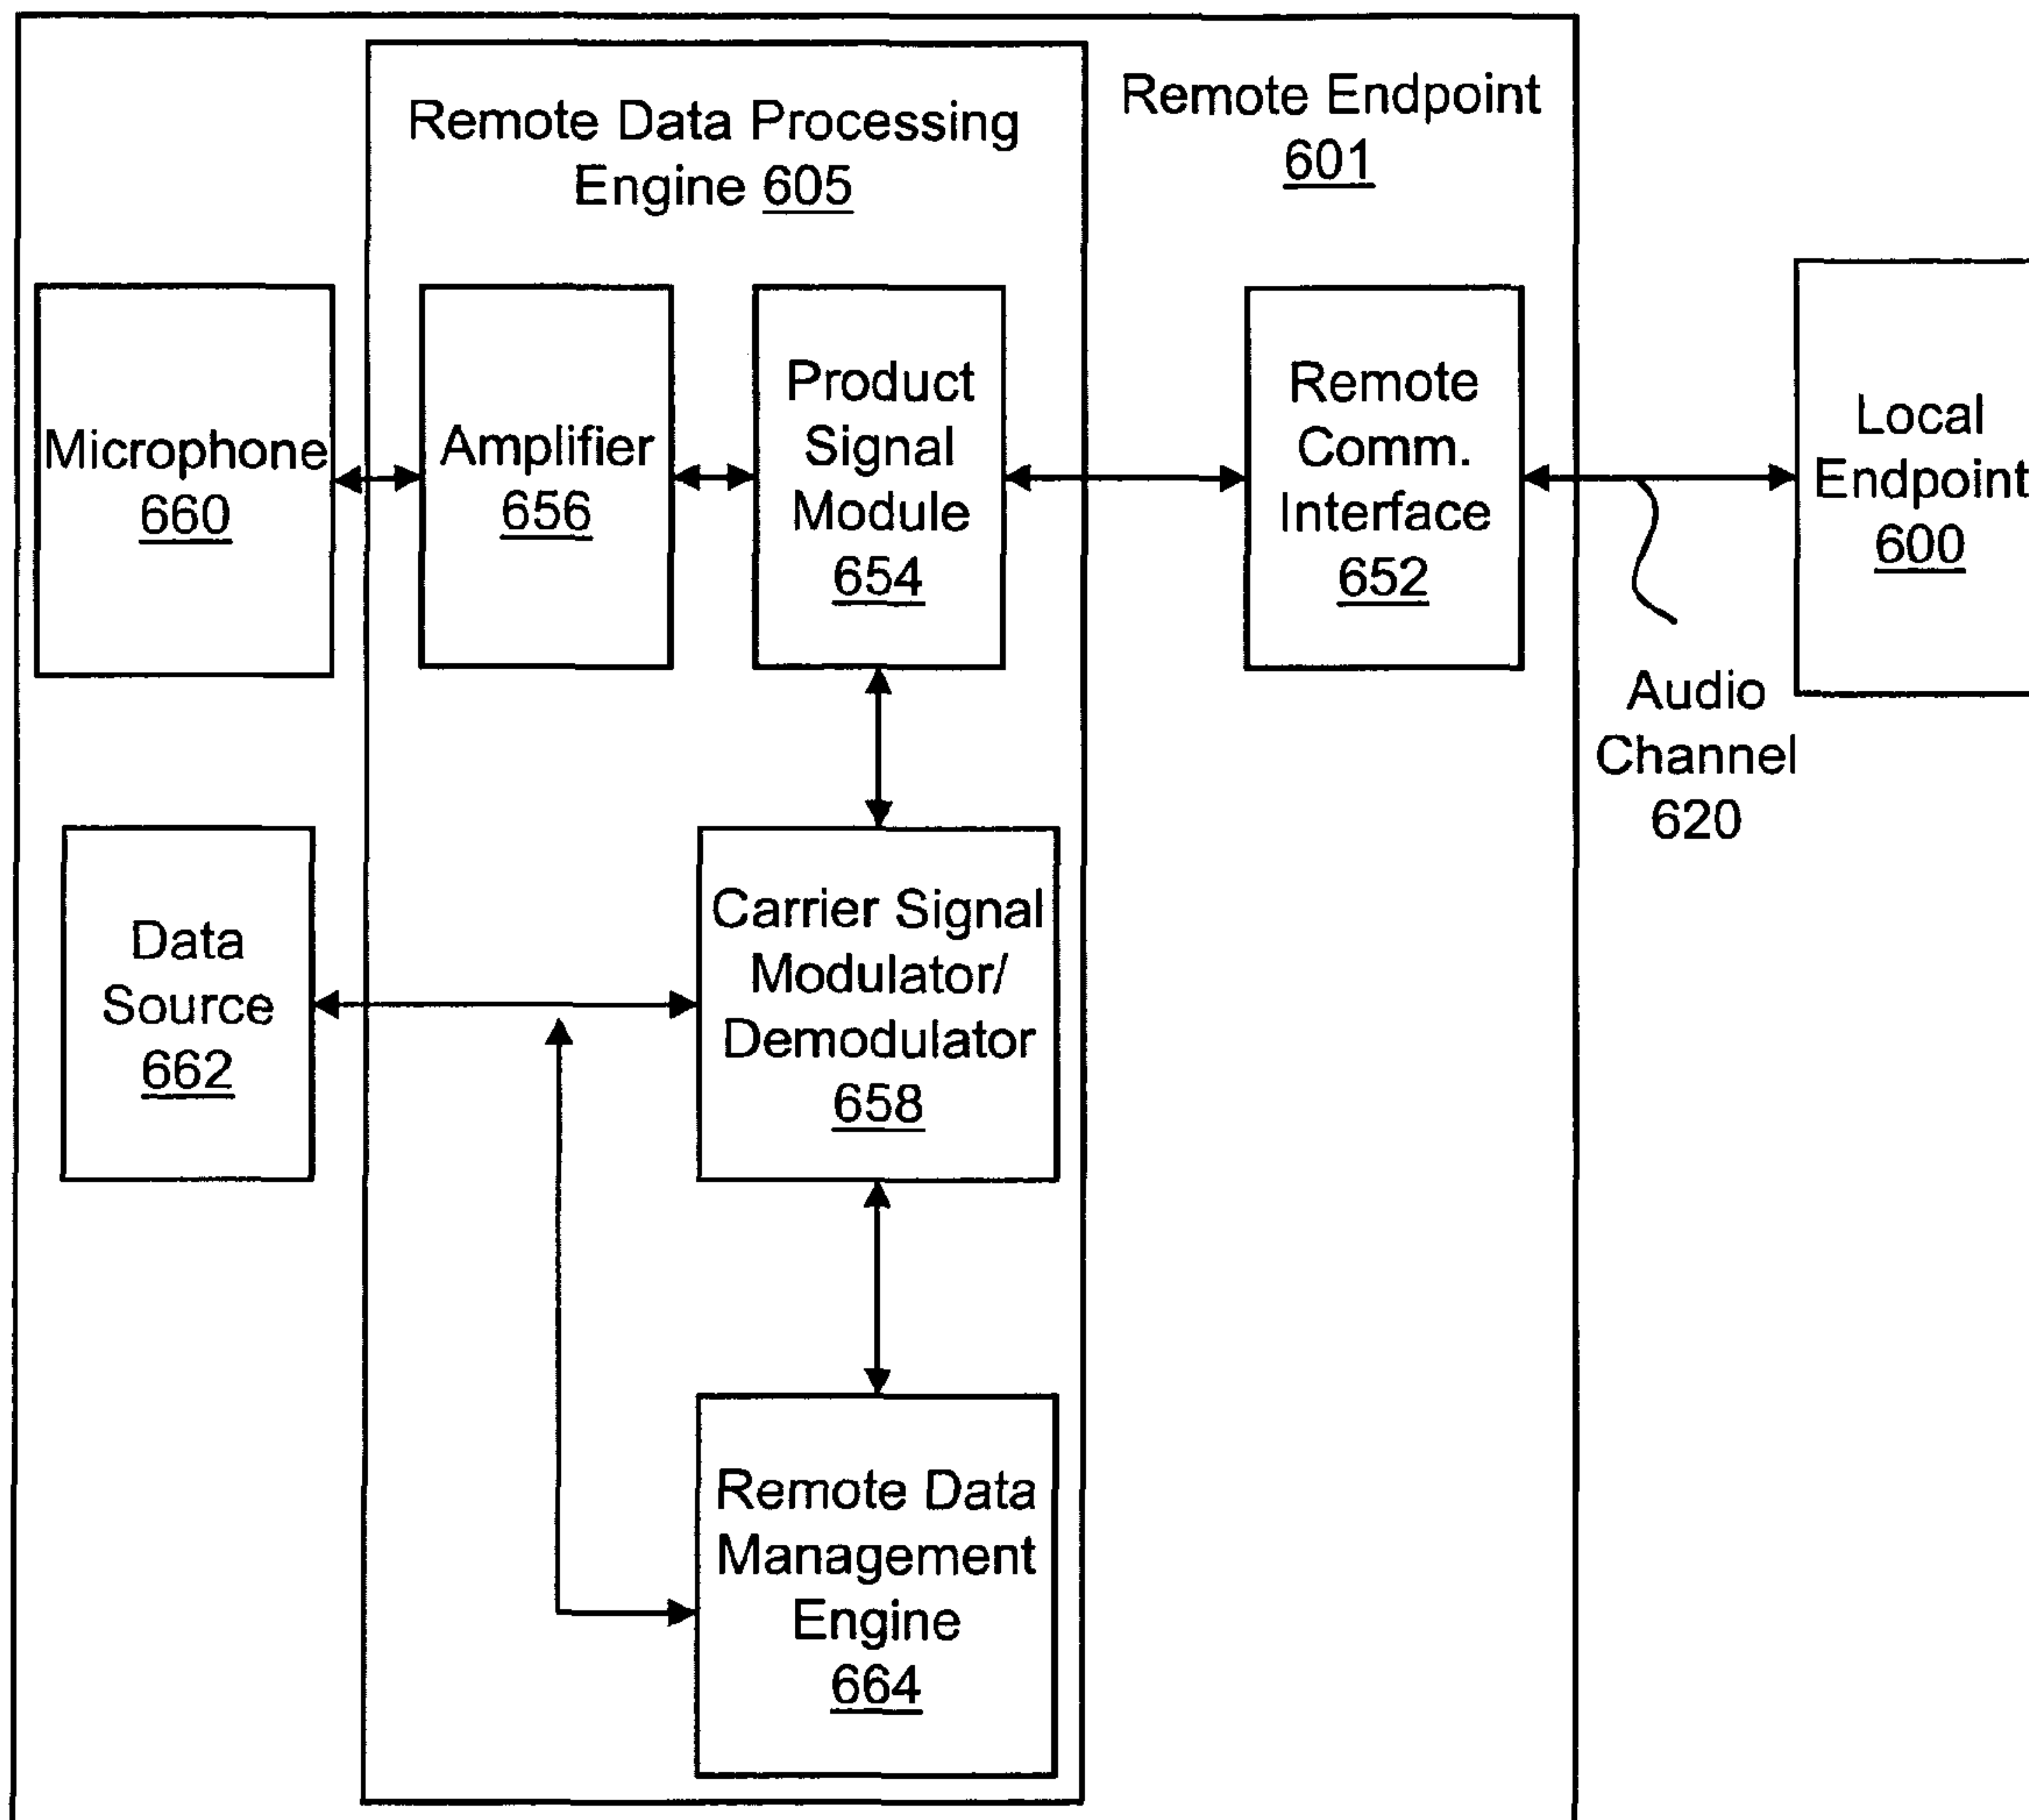 Remote Data Processing
Engine 605
Remote Endpoint
601
Microphone
660
Amplifier
656
Product
Signal
Module
654
Remote
Comm.
Interface
652
Local
Endpoint
600
Audio
Channel
620
Data
Source
662
Carrier Signal
Modulator/
Demodulator
658
Remote Data
Management
Engine
664